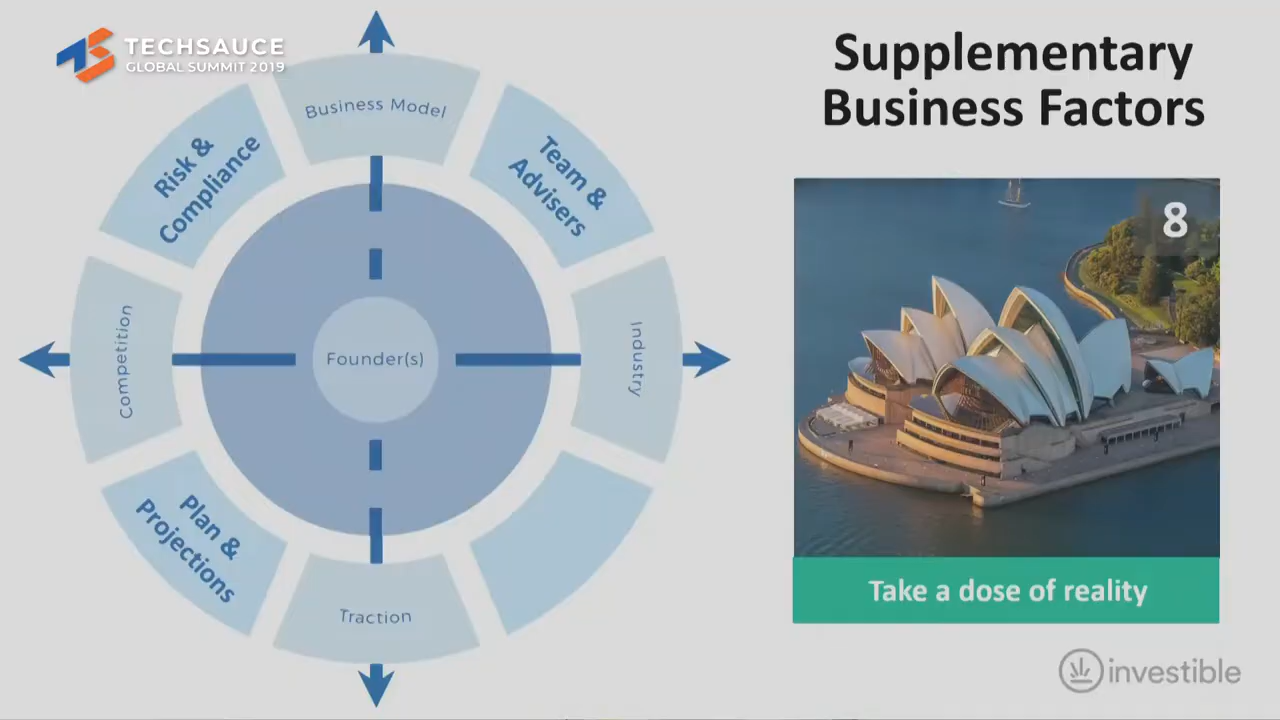 TECHSAUCE
GLOBAL SUMMIT 2019
Supplementary
Business Factors
Business Model
Risk &
Compliance
Team &
Advisers
8
Competition
Founder(s)
Industry
Plan &
Projections
Traction
Take a dose of reality
investible